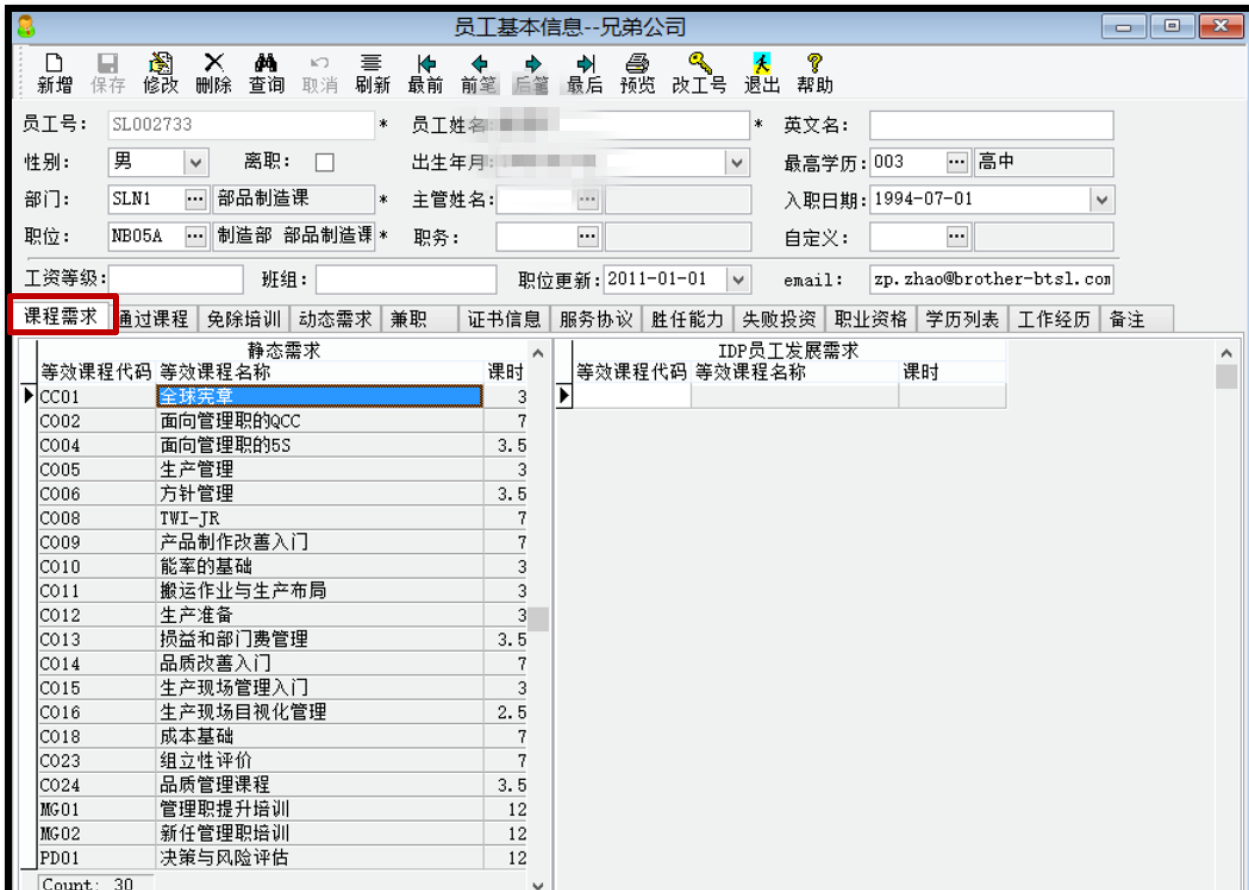 员工基本信息--兄弟公司
新增 保存 修改 删除 查询 取消 刷新 最前 前笔 后笔 最后 预览 改工号 退出 帮助
员工号: SL002733 * 员工姓名: * 英文名:
性别: 男 离职: 出生年月: 最高学历: 003 ... 高中
部门: SLN1 ... 部品制造课 * 主管姓名: ... 入职日期: 1994-07-01
职位: NB05A ... 制造部 部品制造课 * 职务: ... 自定义: ...
工资等级: 班组: 职位更新: 2011-01-01 email: zp.zhao@brother-btsl.com
课程需求 通过课程 免除培训 动态需求 兼职 证书信息 服务协议 胜任能力 失败投资 职业资格 学历列表 工作经历 备注
静态需求 IDP员工发展需求
等效课程代码 等效课程名称 课时 等效课程代码 等效课程名称 课时
CC01 全球宪章 3
CO02 面向管理职的QCC 7
CO04 面向管理职的5S 3.5
CO05 生产管理 3
CO06 方针管理 3.5
CO08 TWI-JR 7
CO09 产品制作改善入门 7
CO10 能率的基础 3
CO11 搬运作业与生产布局 3
CO12 生产准备 3
CO13 损益和部门费管理 3.5
CO14 品质改善入门 7
CO15 生产现场管理入门 3
CO16 生产现场目视化管理 2.5
CO18 成本基础 7
CO23 组立性评价 7
CO24 品质管理课程 3.5
MG01 管理职提升培训 12
MG02 新任管理职培训 12
PD01 决策与风险评估 12
Count: 30